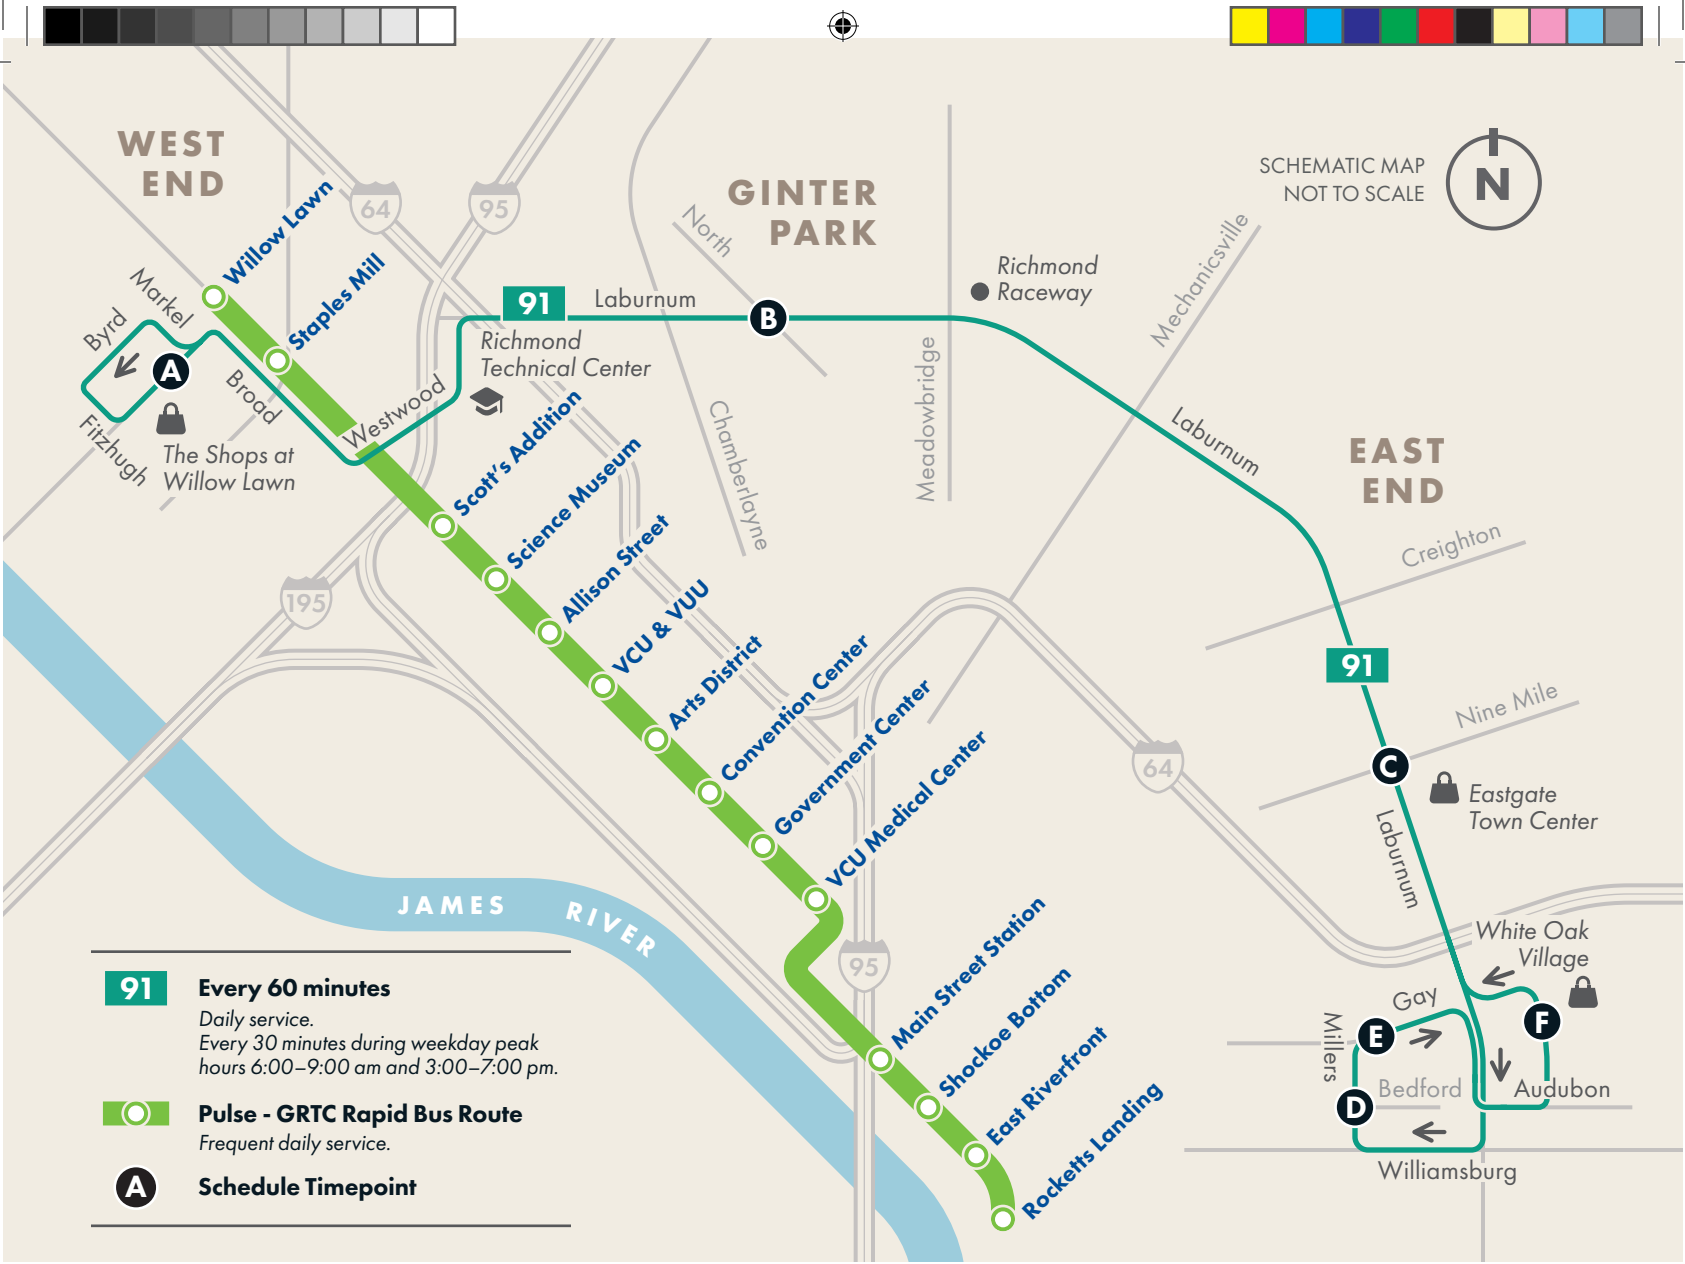 WEST
END
64
95
GINTER
PARK
SCHEMATIC MAP
NOT TO SCALE
N
Willow Lawn
Staples Mill
North
Mechanicsville
Richmond
Raceway
Markel
Byrd
91
Laburnum
B
Richmond
Technical Center
A
Broad
Westwood
Fitzhugh
The Shops at
Willow Lawn
Chamberlayne
Meadowbridge
Laburnum
EAST
END
Scott's Addition
Science Museum
Allison Street
VCU & VUU
Arts District
Convention Center
Government Center
VCU Medical Center
195
Creighton
91
Nine Mile
64
C
Eastgate
Town Center
Laburnum
JAMES RIVER
95
Main Street Station
Shockoe Bottom
East Riverfront
Rocketts Landing
White Oak
Village
Gay
Millers
E
F
D
Bedford
Audubon
Williamsburg
91
Every 60 minutes
Daily service.
Every 30 minutes during weekday peak
hours 6:00–9:00 am and 3:00–7:00 pm.
Pulse - GRTC Rapid Bus Route
Frequent daily service.
A
Schedule Timepoint